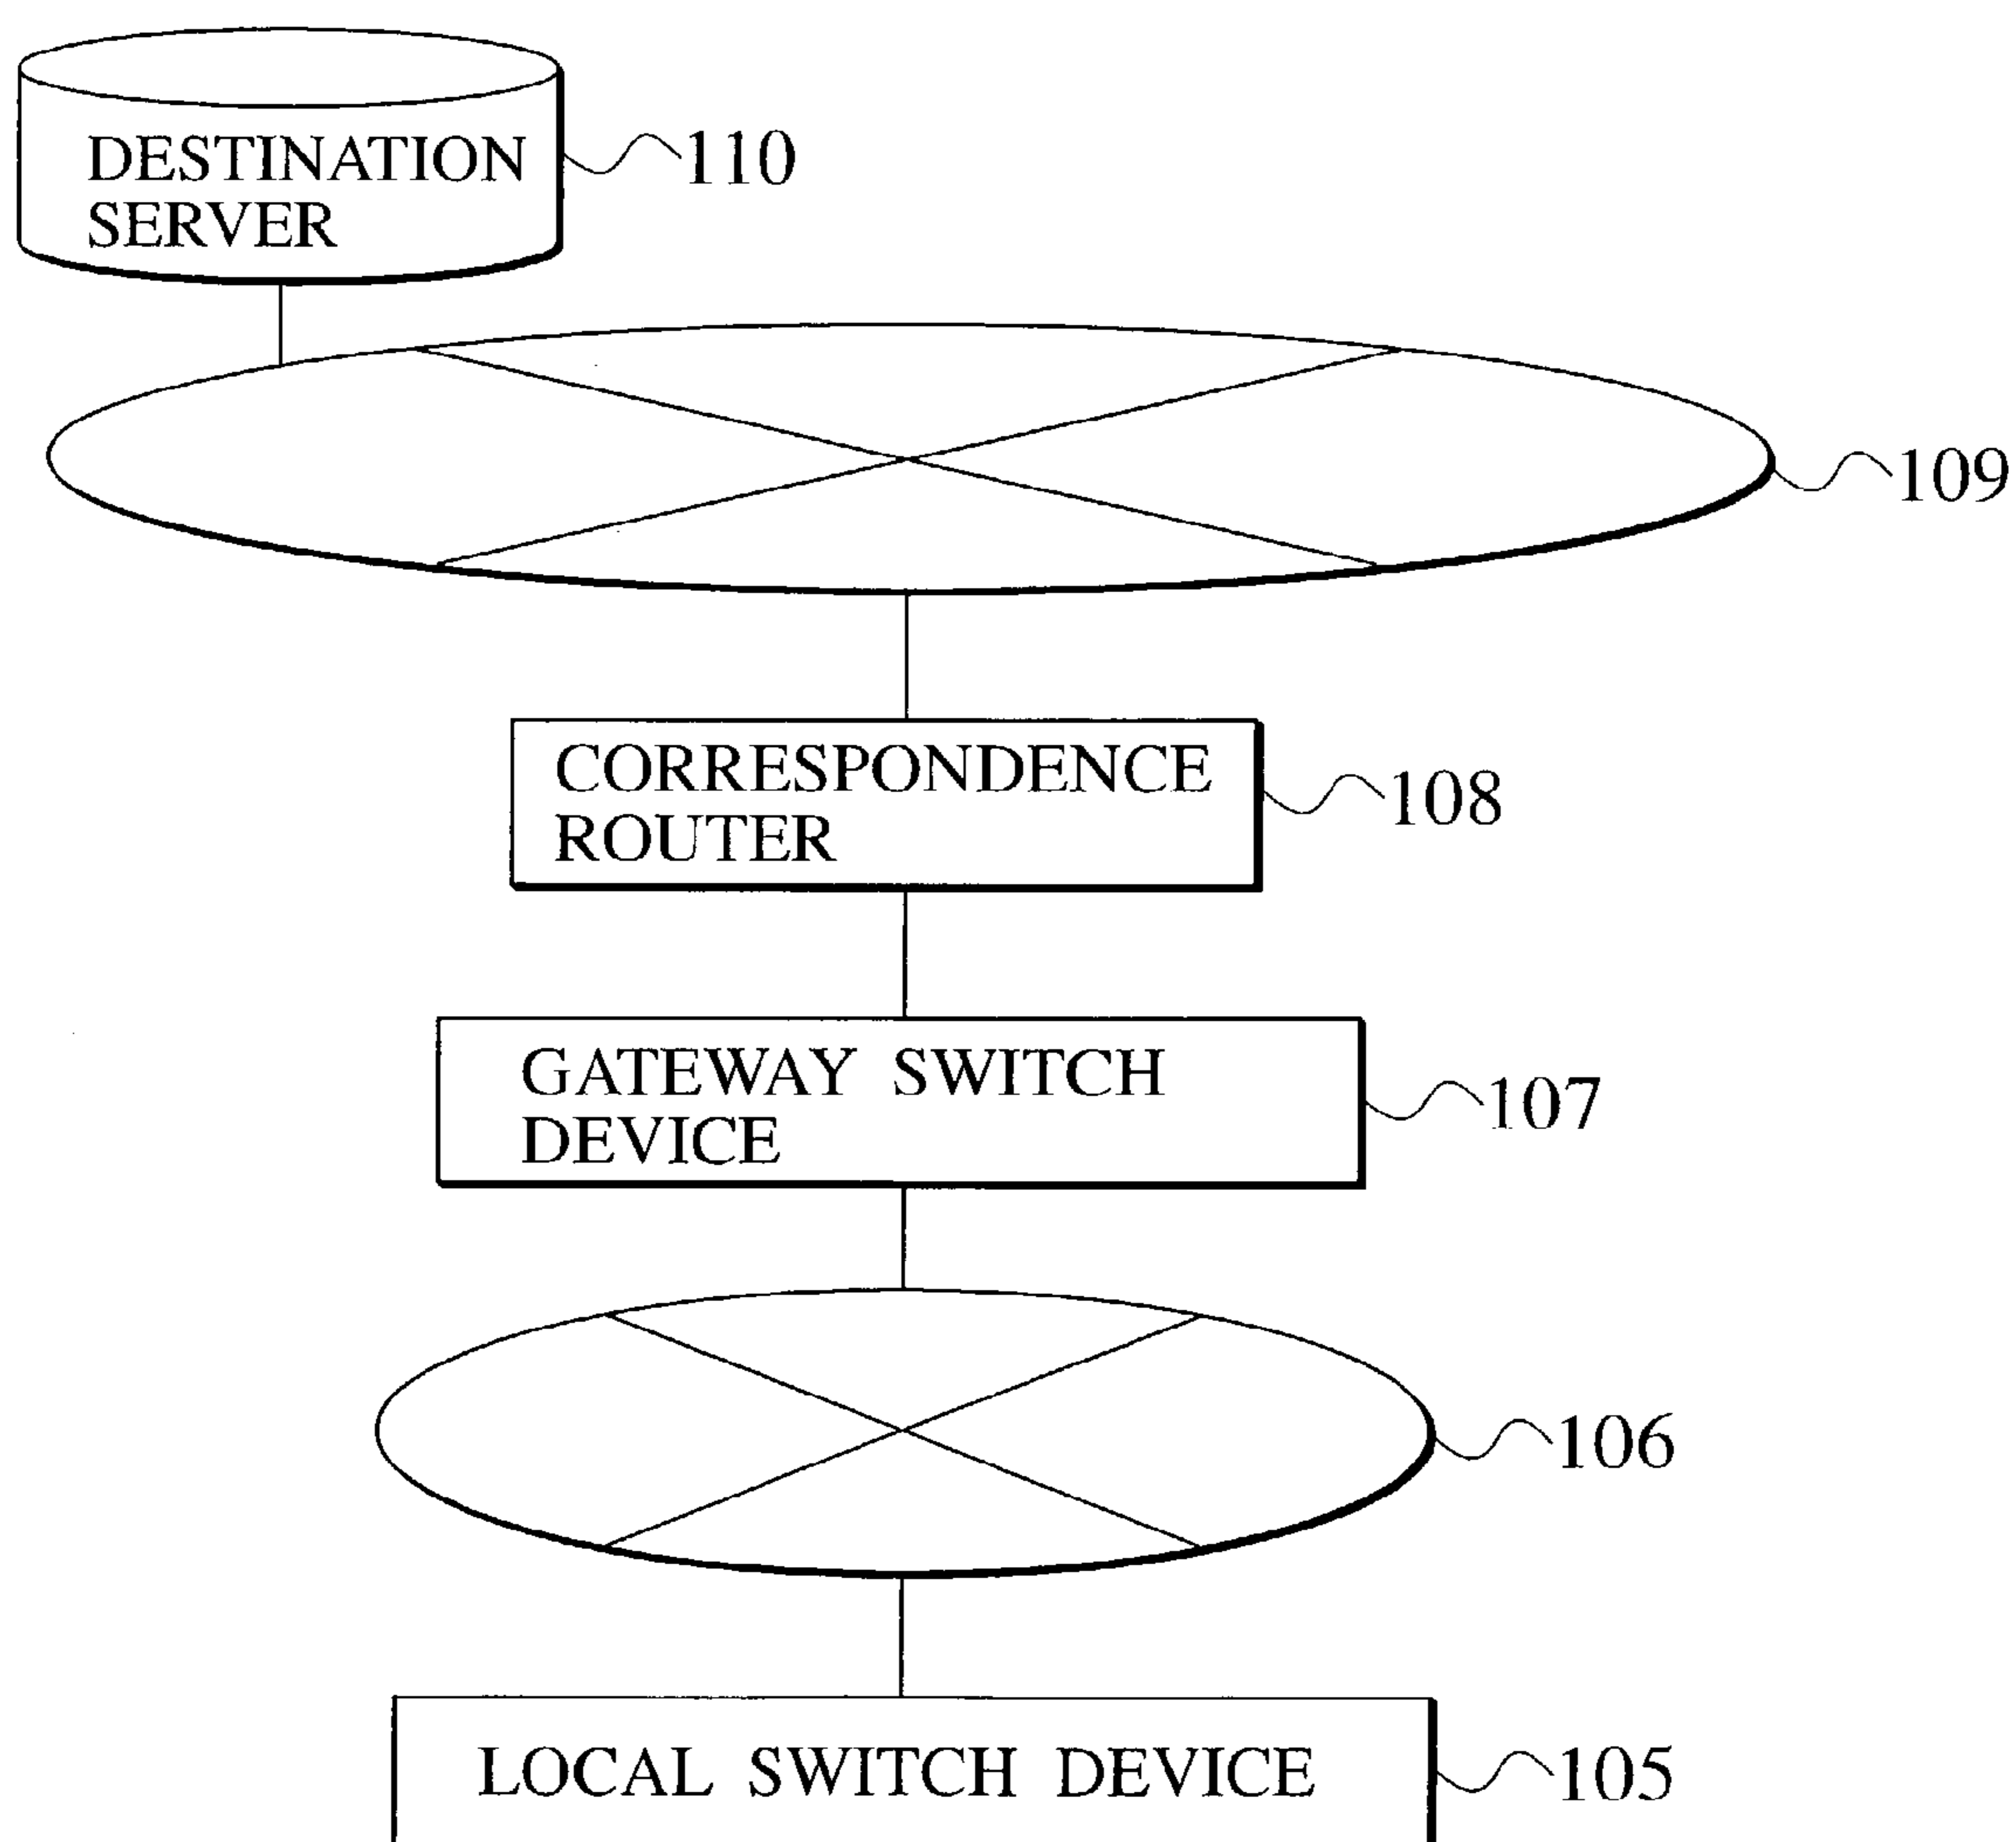 DESTINATION
SERVER
110
109
CORRESPONDENCE
ROUTER
108
GATEWAY SWITCH
DEVICE
107
106
LOCAL SWITCH DEVICE
105